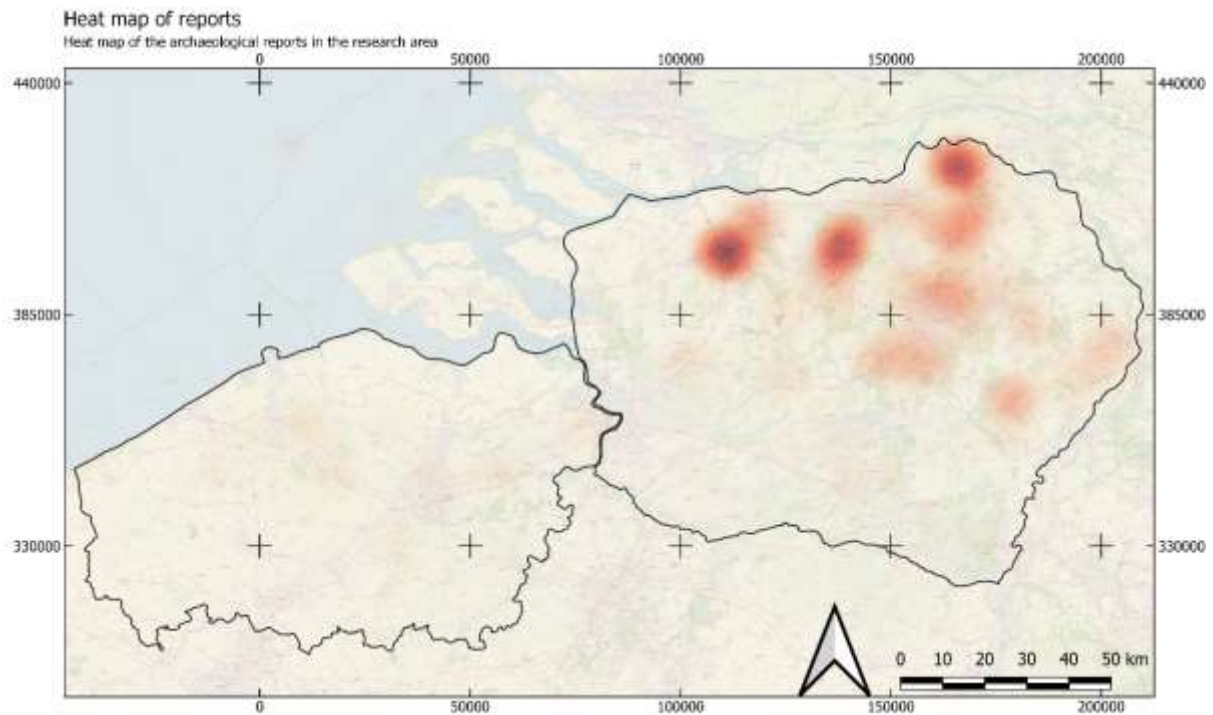 Heat map of reports
Heat map of the archaeological reports in the research area
0 50000 100000 150000 200000
440000 440000
385000 385000
330000 330000
0 10 20 30 40 50 km
0 50000 100000 150000 200000